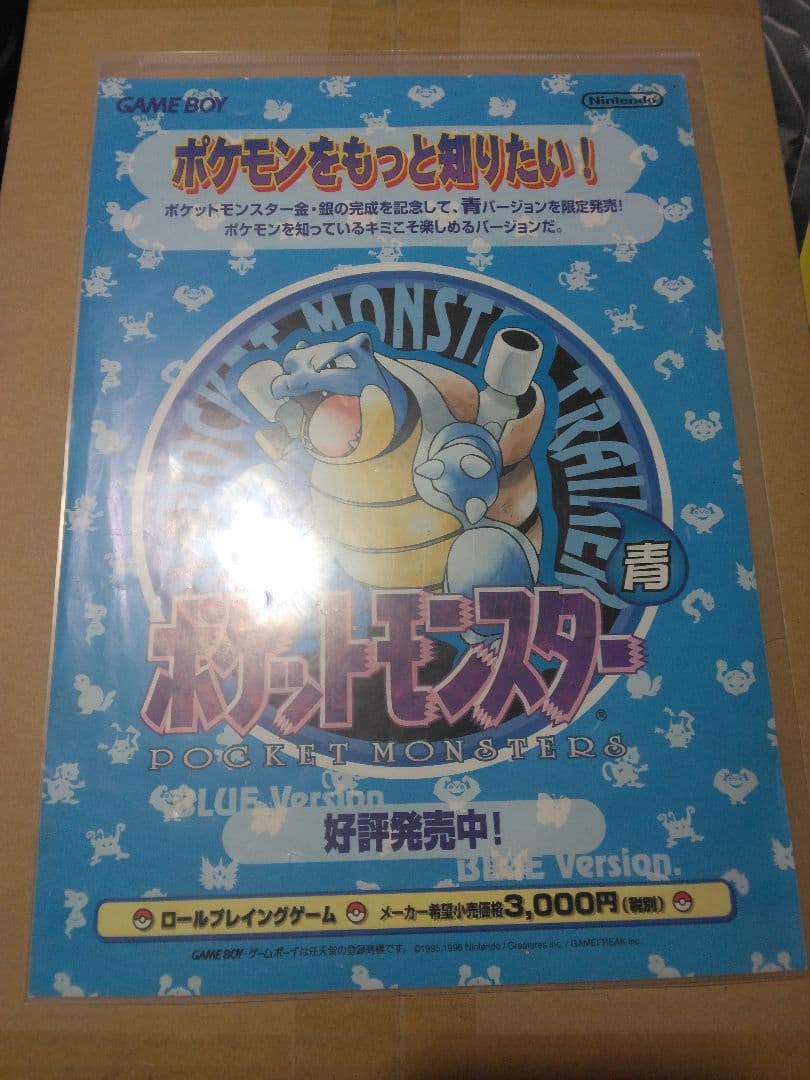 GAME BOY
Nintendo
ポケモンをもっと知りたい!
ポケットモンスター金・銀の完成を記念して、青バージョンを限定発売!
ポケモンを知っているキミこそ楽しめるバージョンだ。
POCKET MONSTER TRAINER
青
ポケットモンスター
®
POCKET MONSTERS
BLUE Version.
好評発売中!
BLUE Version.
ロールプレイングゲーム メーカー希望小売価格3,000円(税別)
GAME BOY・ゲームボーイは任天堂の登録商標です。 ©1995,1996 Nintendo / Creatures inc. / GAMEFREAK inc.